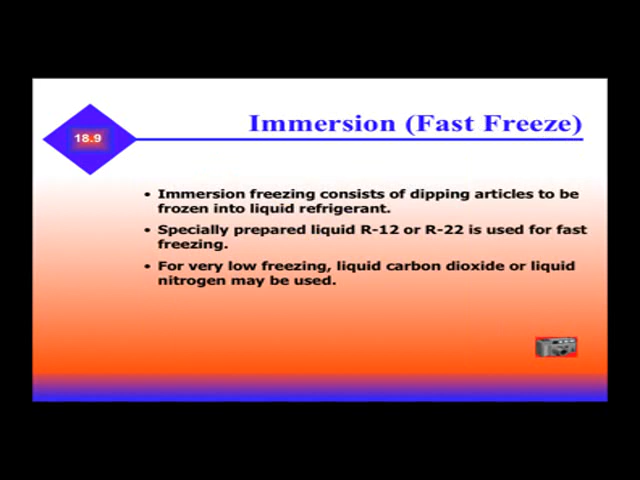 Immersion (Fast Freeze)
18.9
• Immersion freezing consists of dipping articles to be
frozen into liquid refrigerant.
• Specially prepared liquid R-12 or R-22 is used for fast
freezing.
• For very low freezing, liquid carbon dioxide or liquid
nitrogen may be used.